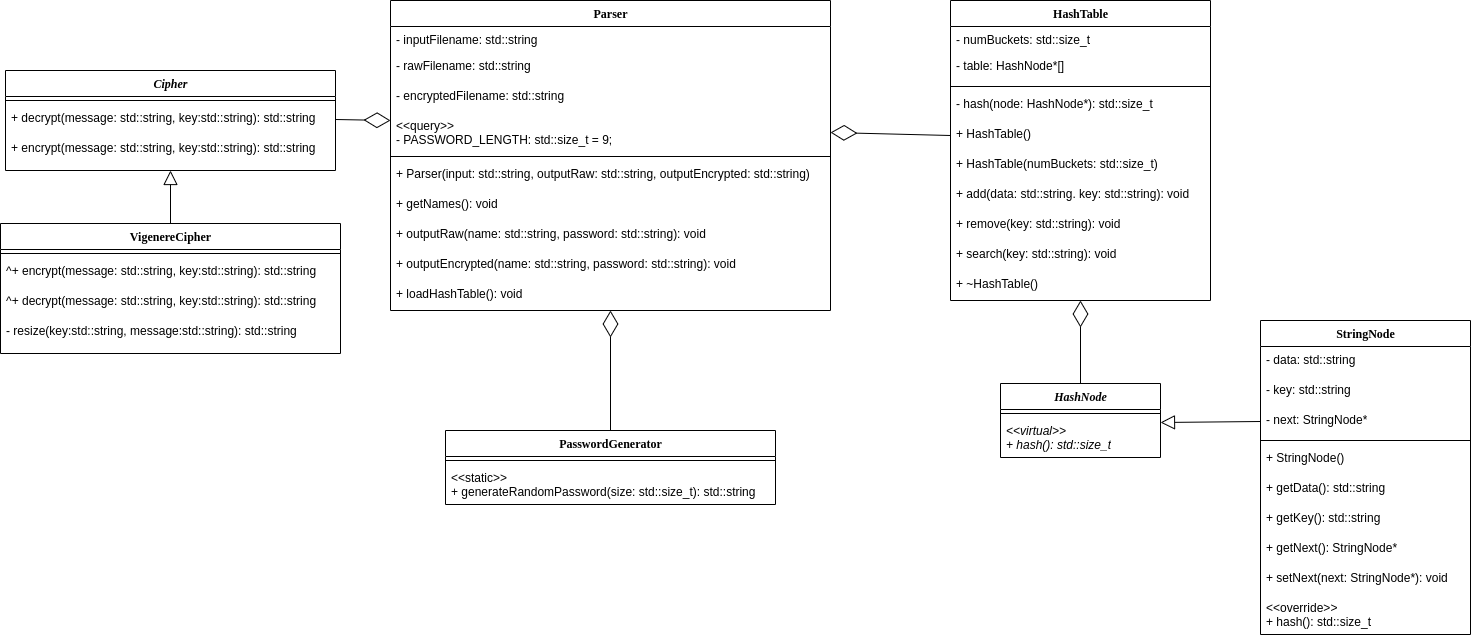 Parser
- inputFilename: std::string
- rawFilename: std::string
- encryptedFilename: std::string
<<query>>
- PASSWORD_LENGTH: std::size_t = 9;
+ Parser(input: std::string, outputRaw: std::string, outputEncrypted: std::string)
+ getNames(): void
+ outputRaw(name: std::string, password: std::string): void
+ outputEncrypted(name: std::string, password: std::string): void
+ loadHashTable(): void
HashTable
- numBuckets: std::size_t
- table: HashNode*[]
- hash(node: HashNode*): std::size_t
+ HashTable()
+ HashTable(numBuckets: std::size_t)
+ add(data: std::string. key: std::string): void
+ remove(key: std::string): void
+ search(key: std::string): void
+ ~HashTable()
Cipher
+ decrypt(message: std::string, key:std::string): std::string
+ encrypt(message: std::string, key:std::string): std::string
VigenereCipher
^+ encrypt(message: std::string, key:std::string): std::string
^+ decrypt(message: std::string, key:std::string): std::string
- resize(key:std::string, message:std::string): std::string
PasswordGenerator
<<static>>
+ generateRandomPassword(size: std::size_t): std::string
HashNode
<<virtual>>
+ hash(): std::size_t
StringNode
- data: std::string
- key: std::string
- next: StringNode*
+ StringNode()
+ getData(): std::string
+ getKey(): std::string
+ getNext(): StringNode*
+ setNext(next: StringNode*): void
<<override>>
+ hash(): std::size_t